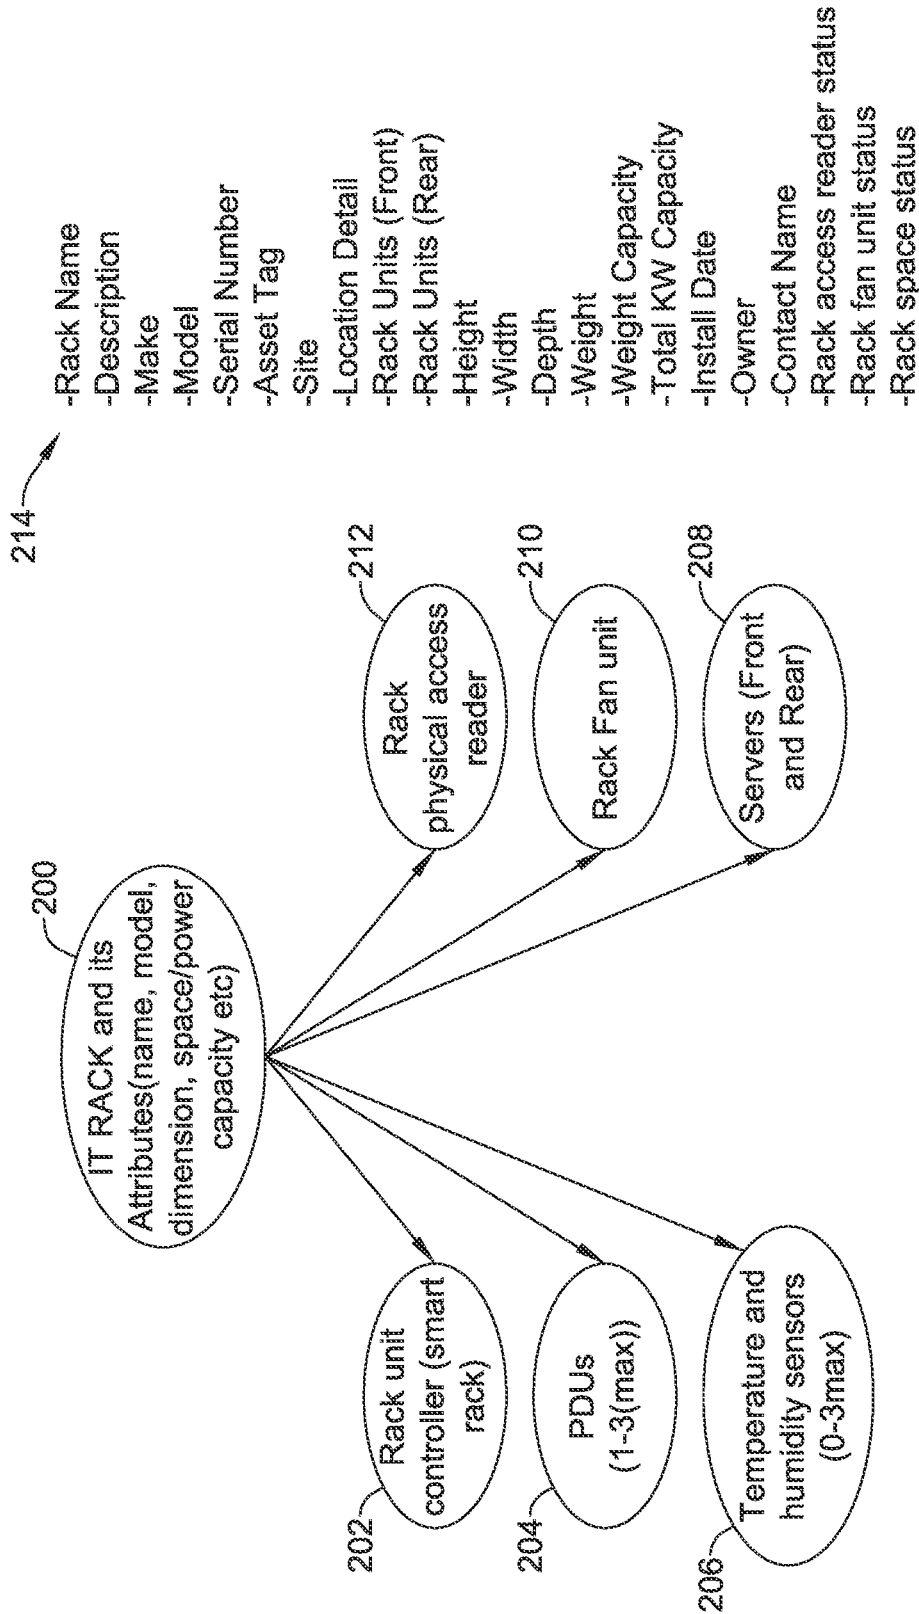 200
IT RACK and its
Attributes(name, model,
dimension, space/power
capacity etc)
202
Rack unit
controller (smart
rack)
204
PDUs
(1-3(max))
206
Temperature and
humidity sensors
(0-3max)
212
Rack
physical access
reader
210
Rack Fan unit
208
Servers (Front
and Rear)
214
-Rack Name
-Description
-Make
-Model
-Serial Number
-Asset Tag
-Site
-Location Detail
-Rack Units (Front)
-Rack Units (Rear)
-Height
-Width
-Depth
-Weight
-Weight Capacity
-Total KW Capacity
-Install Date
-Owner
-Contact Name
-Rack access reader status
-Rack fan unit status
-Rack space status